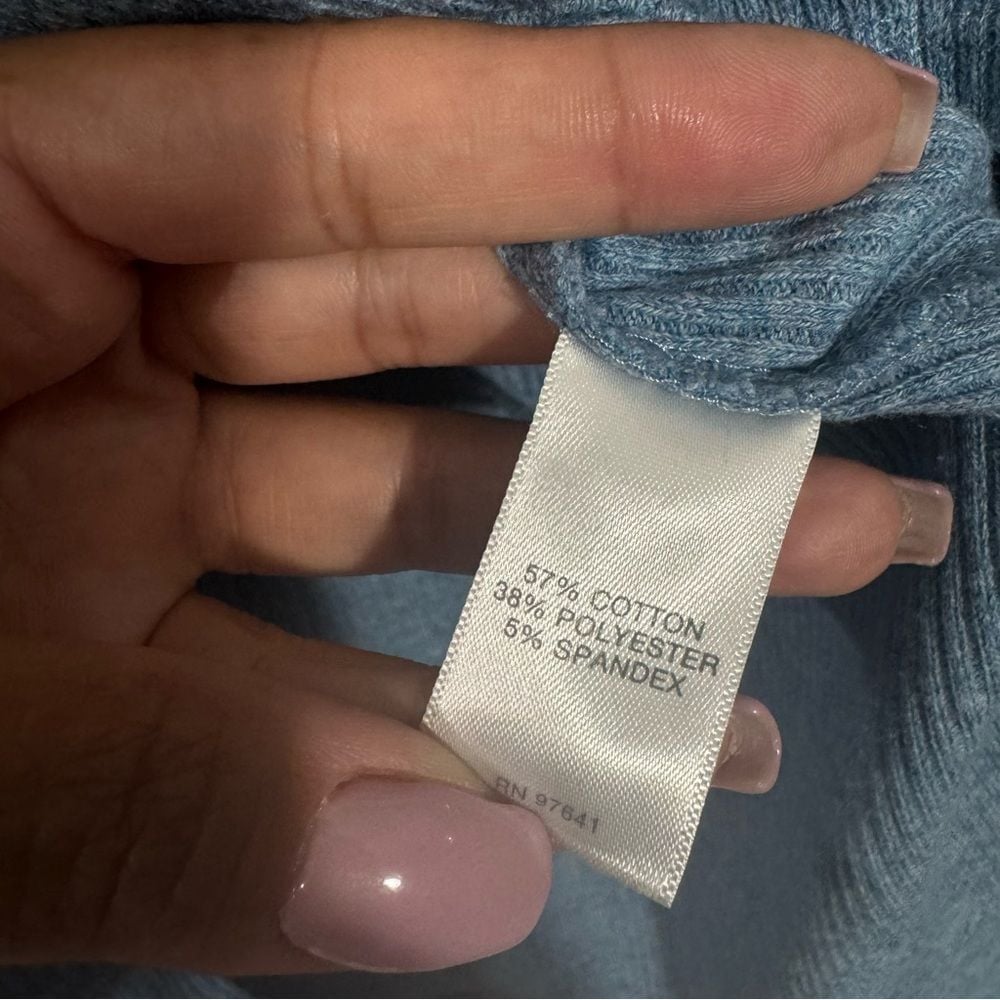 57% COTTON
38% POLYESTER
5% SPANDEX
RN 97641